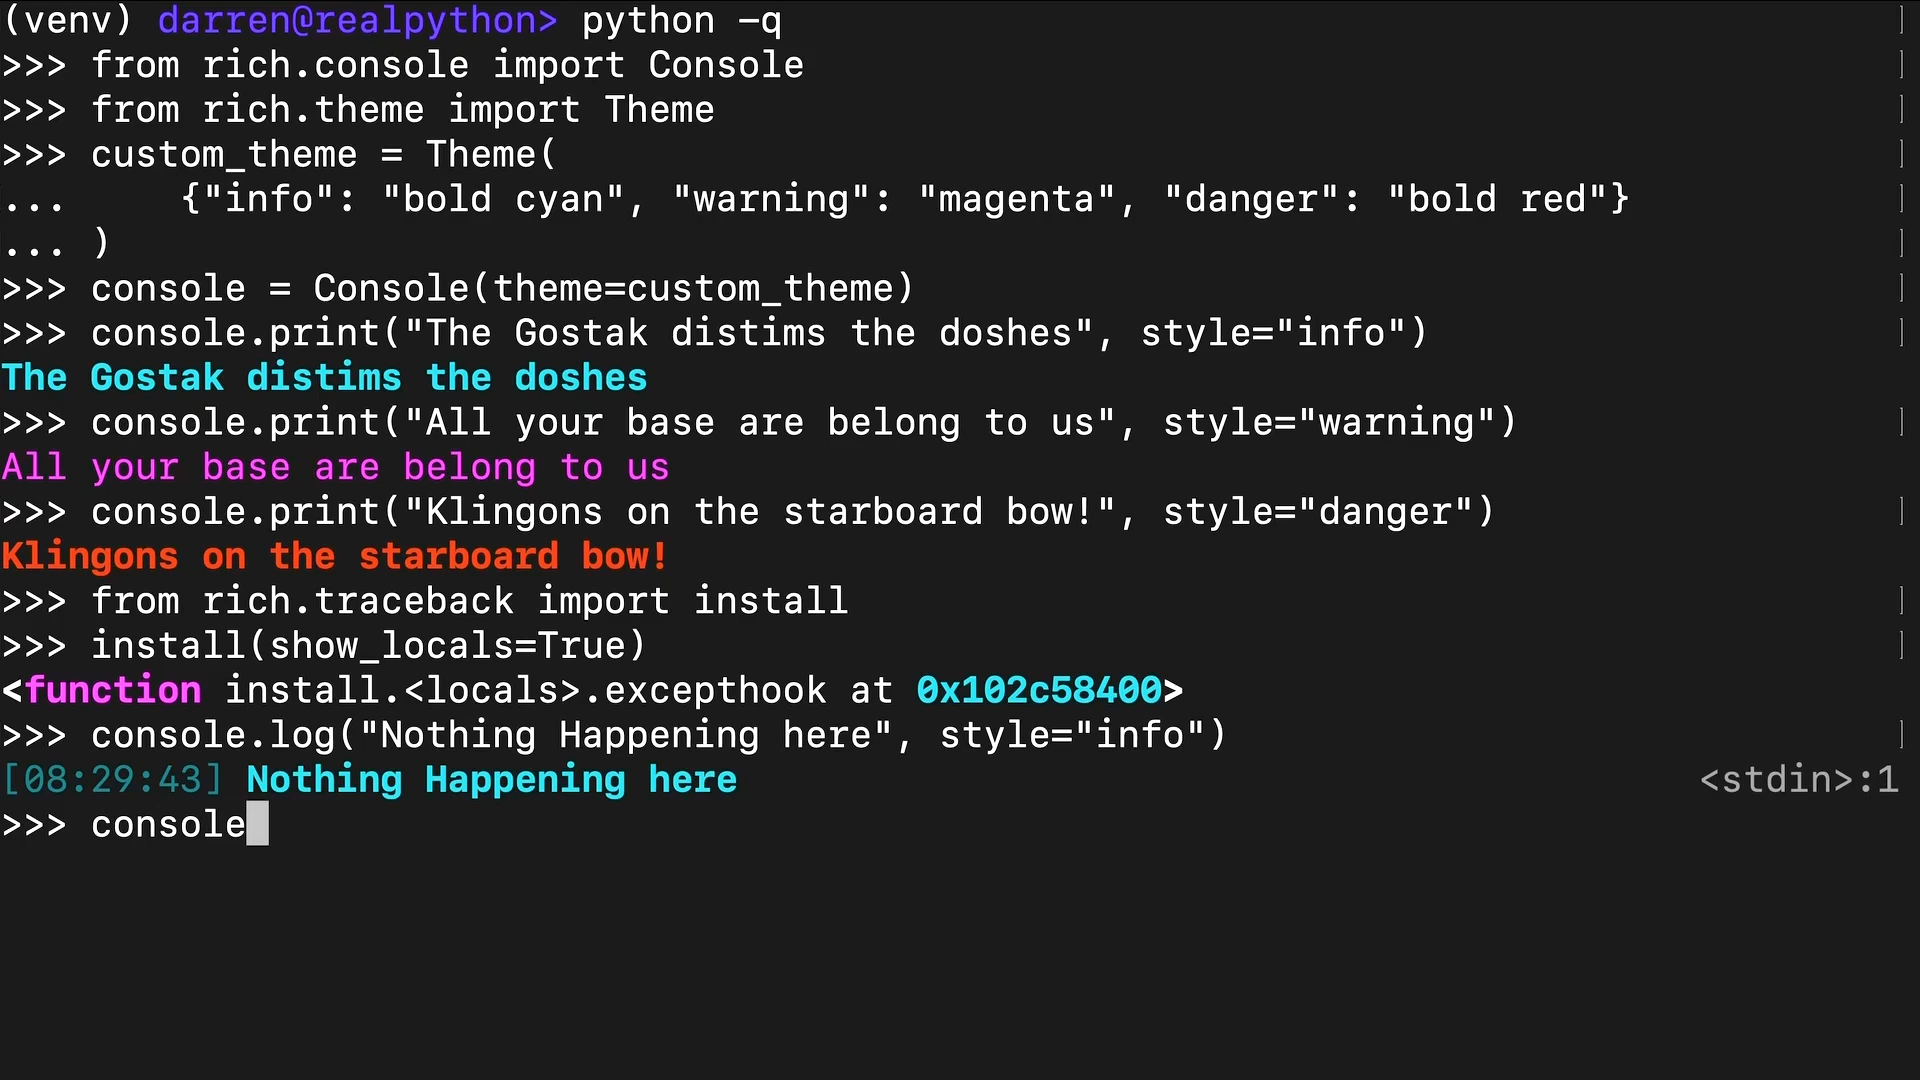 (venv) darren@realpython> python -q
>>> from rich.console import Console
>>> from rich.theme import Theme
>>> custom_theme = Theme(
...     {"info": "bold cyan", "warning": "magenta", "danger": "bold red"}
... )
>>> console = Console(theme=custom_theme)
>>> console.print("The Gostak distims the doshes", style="info")
The Gostak distims the doshes
>>> console.print("All your base are belong to us", style="warning")
All your base are belong to us
>>> console.print("Klingons on the starboard bow!", style="danger")
Klingons on the starboard bow!
>>> from rich.traceback import install
>>> install(show_locals=True)
<function install.<locals>.excepthook at 0x102c58400>
>>> console.log("Nothing Happening here", style="info")
[08:29:43] Nothing Happening here <stdin>:1
>>> console